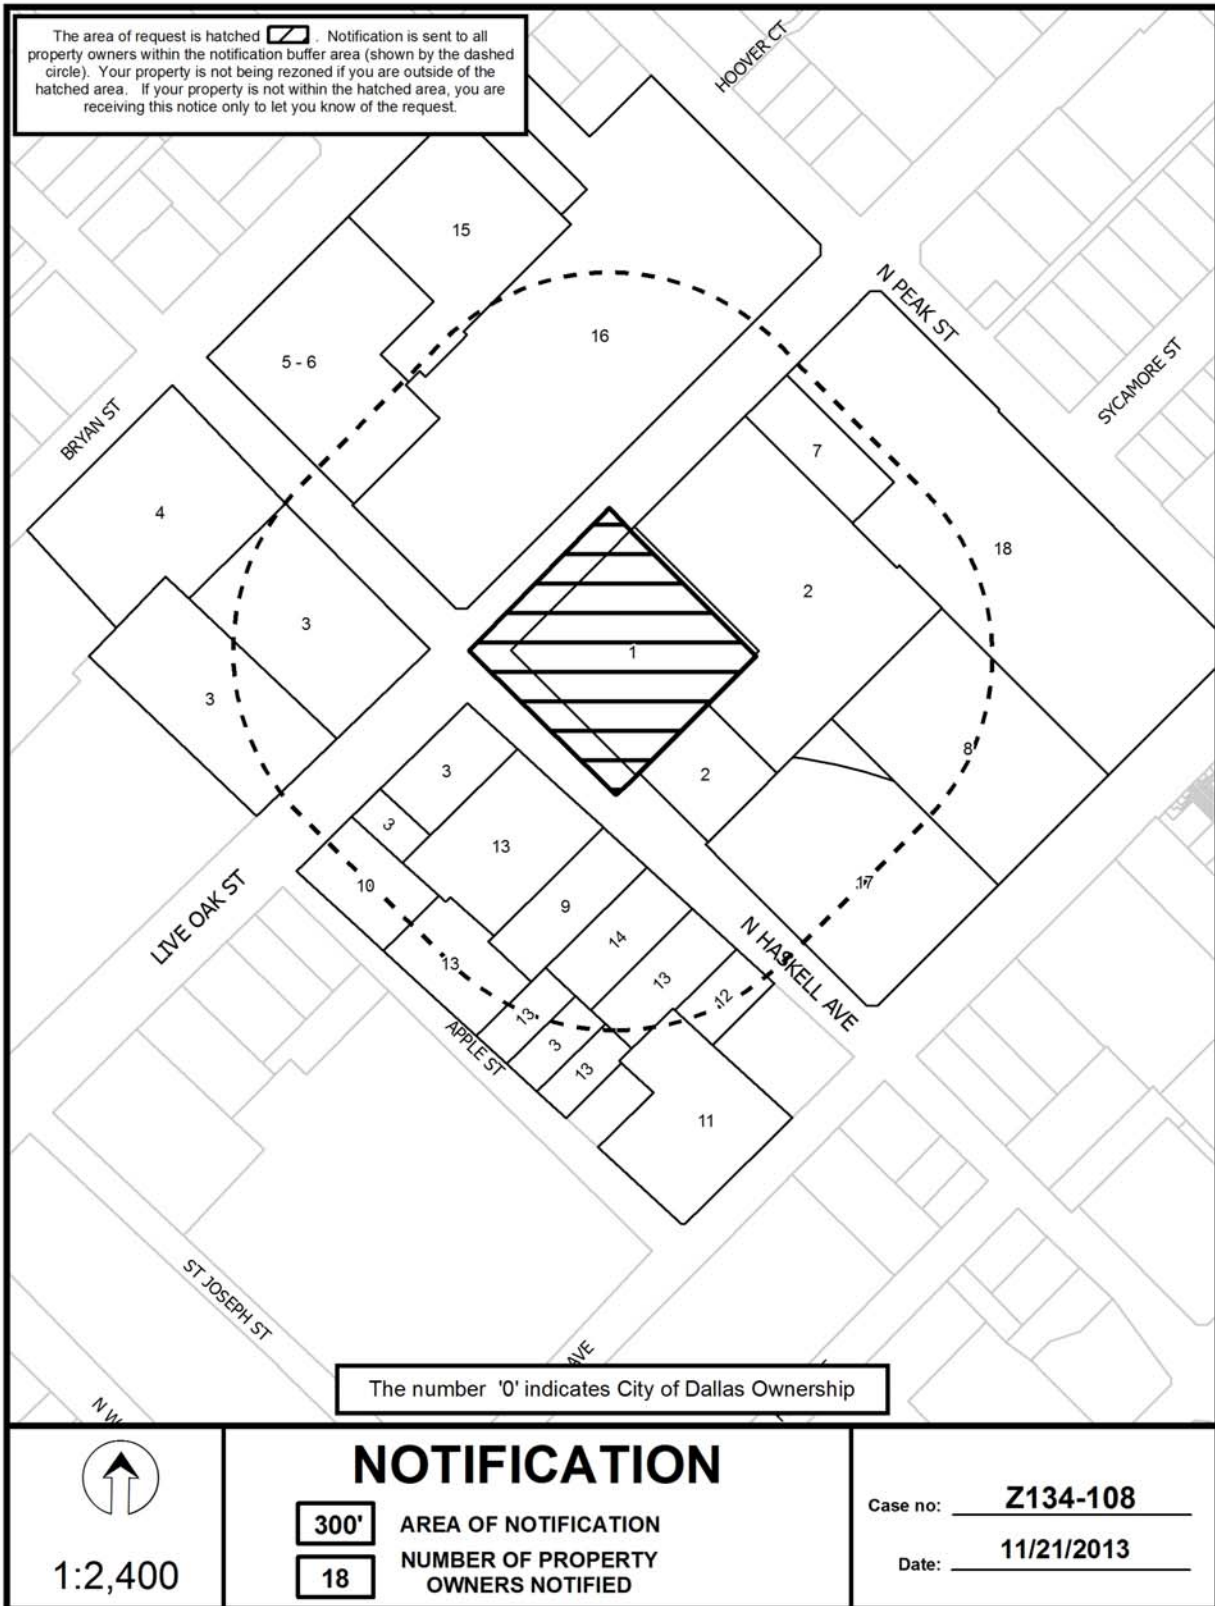 The area of request is hatched . Notification is sent to all
property owners within the notification buffer area (shown by the dashed
circle). Your property is not being rezoned if you are outside of the
hatched area. If your property is not within the hatched area, you are
receiving this notice only to let you know of the request.
HOOVER CT
15
N PEAK ST
16
5 - 6
SYCAMORE ST
BRYAN ST
7
4
18
2
3
1
3
8
3
2
3
13
17
10
9
LIVE OAK ST
14
N HASKELL AVE
13
13
12
13
APPLE ST
3
13
11
ST JOSEPH ST
AVE
The number '0' indicates City of Dallas Ownership
N W
NOTIFICATION
300' AREA OF NOTIFICATION
18 NUMBER OF PROPERTY
OWNERS NOTIFIED
1:2,400
Case no: Z134-108
Date: 11/21/2013